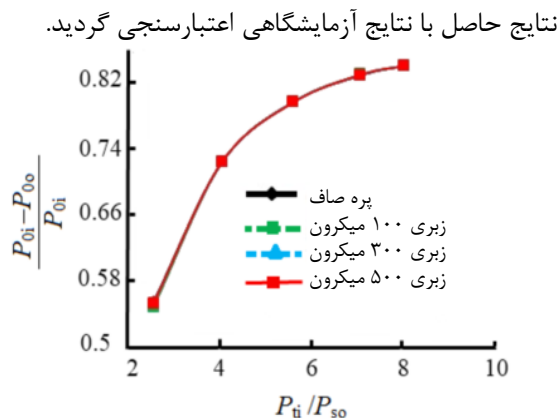 نتایج حاصل با نتایج آزمایشگاهی اعتبارسنجی گردید.
0.82
0.74
0.66
0.58
0.5
P0i−P0o
P0i
پره صاف
زبری ۱۰۰ میکرون
زبری ۳۰۰ میکرون
زبری ۵۰۰ میکرون
2 4 6 8 10
Pti /Pso